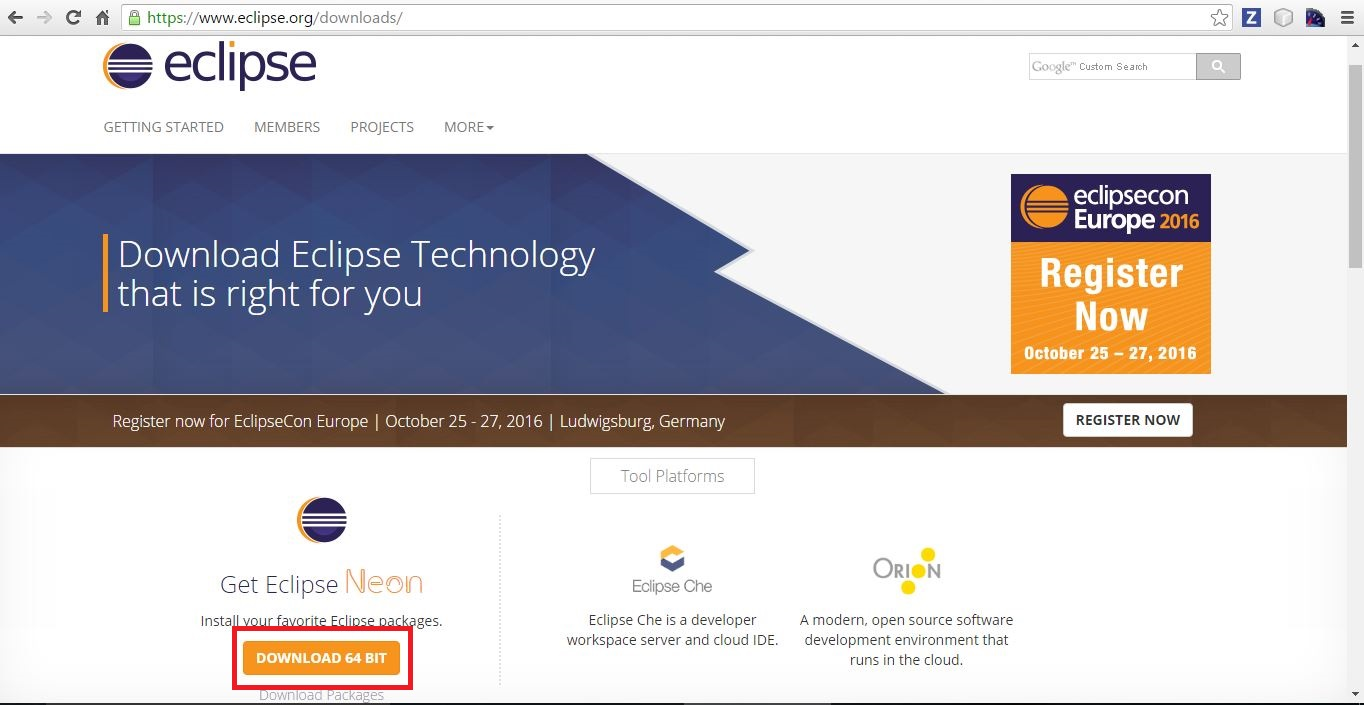 https://www.eclipse.org/downloads/
Z
eclipse
Google™ Custom Search
GETTING STARTED MEMBERS PROJECTS MORE
eclipsecon
Europe 2016
Register
Now
October 25 – 27, 2016
Download Eclipse Technology
that is right for you
Register now for EclipseCon Europe | October 25 - 27, 2016 | Ludwigsburg, Germany
REGISTER NOW
Tool Platforms
Get Eclipse Neon
Install your favorite Eclipse packages.
DOWNLOAD 64 BIT
Download Packages
Eclipse Che
Eclipse Che is a developer
workspace server and cloud IDE.
ORION
A modern, open source software
development environment that
runs in the cloud.